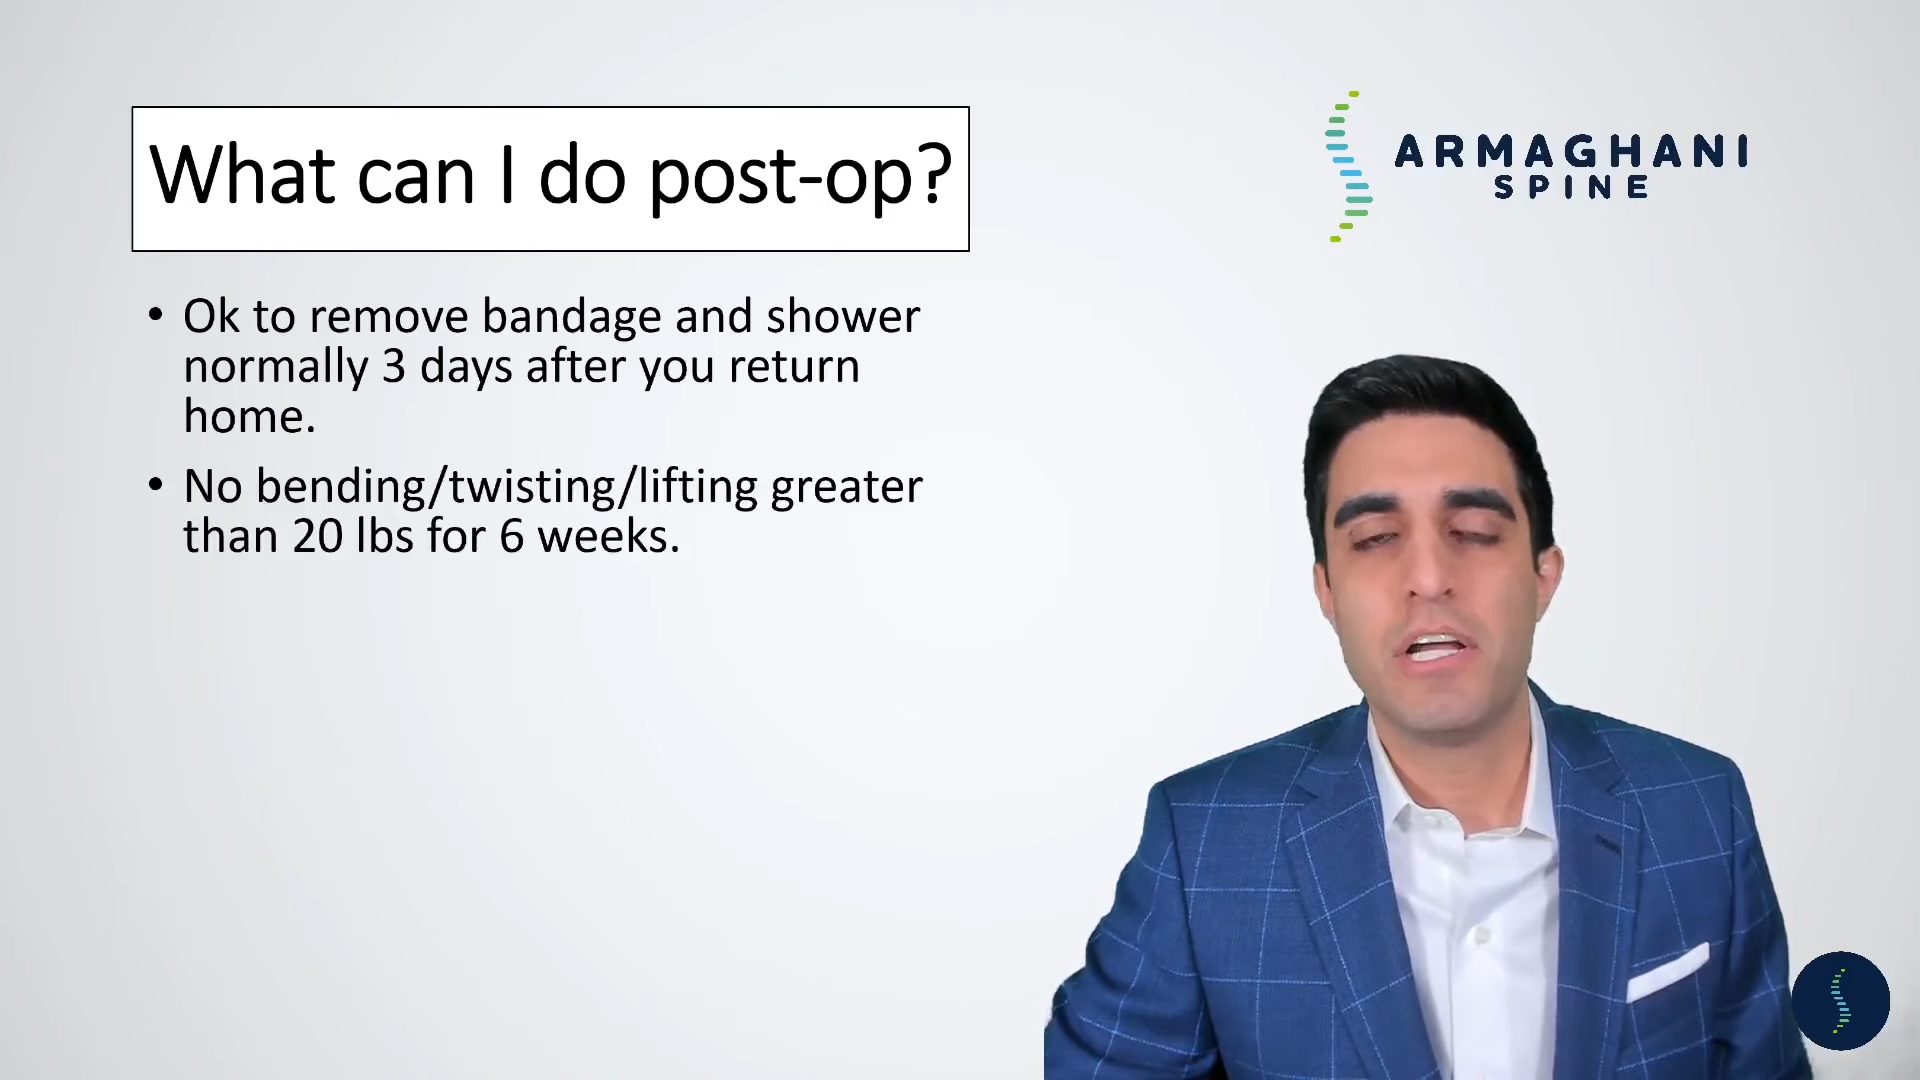 What can I do post-op?
ARMAGHANI
SPINE
• Ok to remove bandage and shower
normally 3 days after you return
home.
• No bending/twisting/lifting greater
than 20 lbs for 6 weeks.